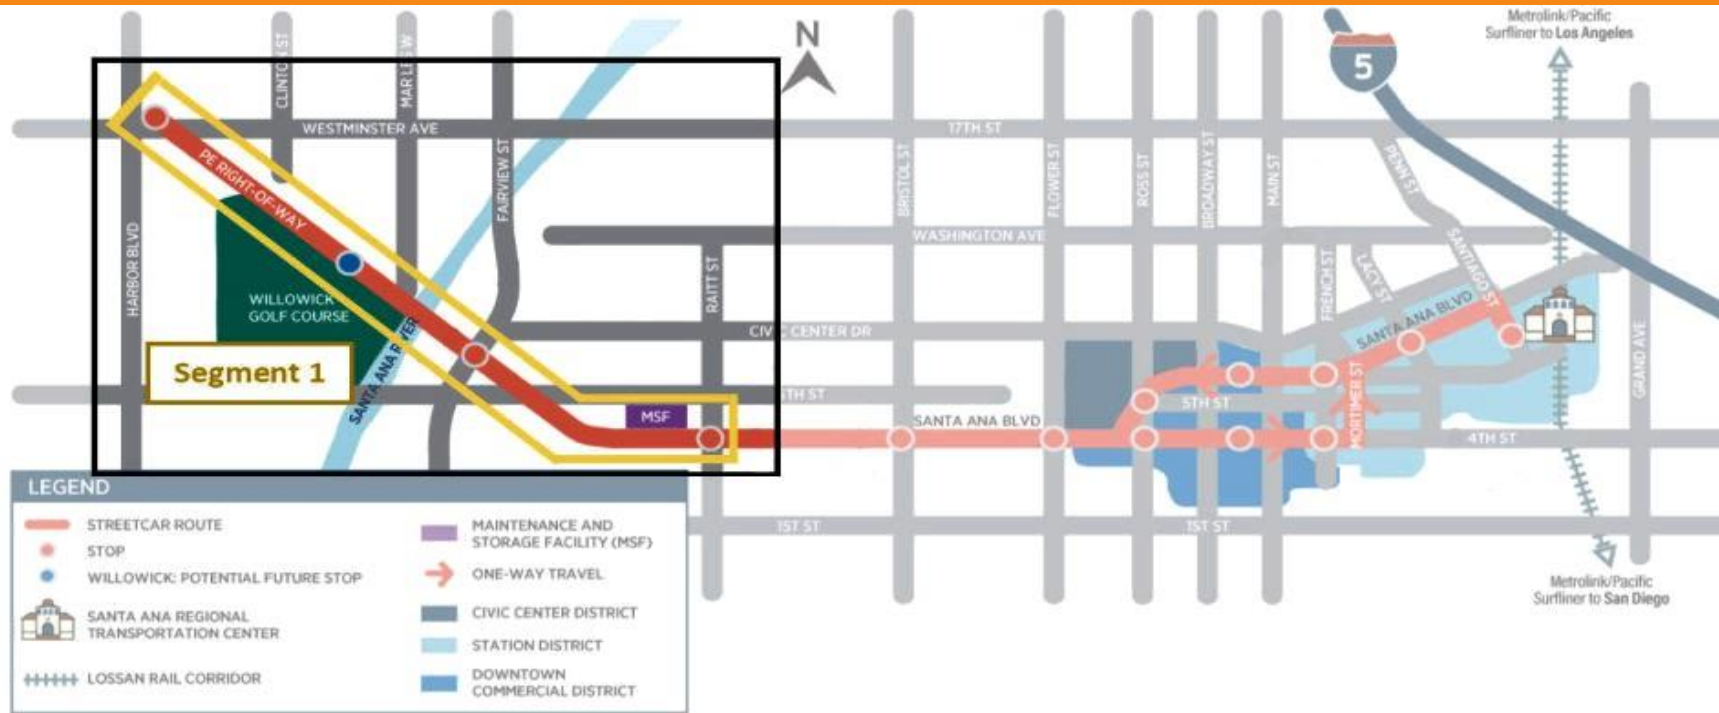 Metrolink/Pacific
Surfliner to Los Angeles
N
5
CLINTON ST
MAR LES W
FAIRVIEW ST
WESTMINSTER AVE
17TH ST
PE RIGHT-OF-WAY
HARBOR BLVD
WILLOWICK
GOLF COURSE
SANTA ANA RIVER
Segment 1
RAITT ST
WASHINGTON AVE
CIVIC CENTER DR
BRISTOL ST
FLOWER ST
ROSS ST
BROADWAY ST
MAIN ST
PENN ST
FRENCH ST
LACY ST
SANTIAGO ST
SANTA ANA BLVD
GRAND AVE
5TH ST
MORTIMER ST
MSF
SANTA ANA BLVD
4TH ST
1ST ST
1ST ST
Metrolink/Pacific
Surfliner to San Diego
LEGEND
STREETCAR ROUTE
STOP
WILLOWICK: POTENTIAL FUTURE STOP
SANTA ANA REGIONAL
TRANSPORTATION CENTER
LOSSAN RAIL CORRIDOR
MAINTENANCE AND
STORAGE FACILITY (MSF)
ONE-WAY TRAVEL
CIVIC CENTER DISTRICT
STATION DISTRICT
DOWNTOWN
COMMERCIAL DISTRICT